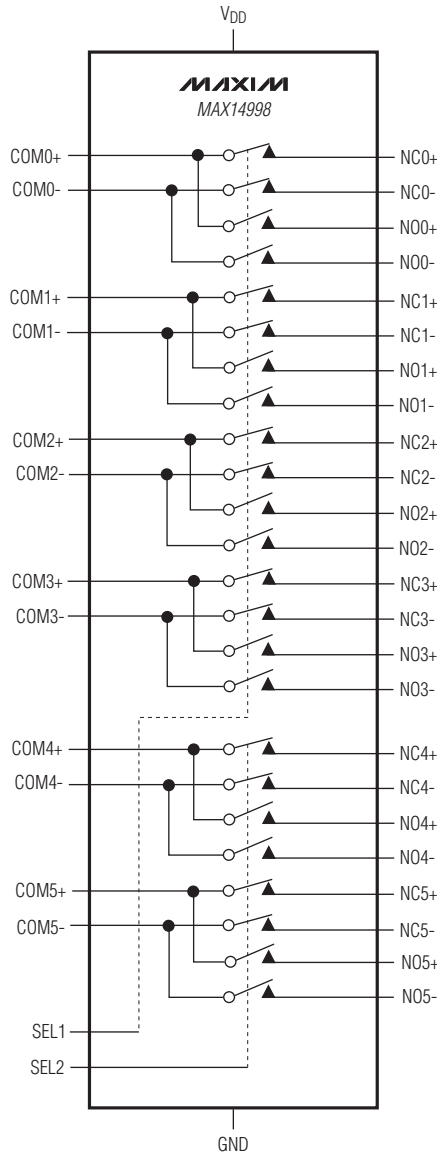 VDD
MAXIM
MAX14998
COM0+
NC0+
COM0-
NC0-
NO0+
NO0-
COM1+
NC1+
COM1-
NC1-
NO1+
NO1-
COM2+
NC2+
COM2-
NC2-
NO2+
NO2-
COM3+
NC3+
COM3-
NC3-
NO3+
NO3-
COM4+
NC4+
COM4-
NC4-
NO4+
NO4-
COM5+
NC5+
COM5-
NC5-
NO5+
NO5-
SEL1
SEL2
GND